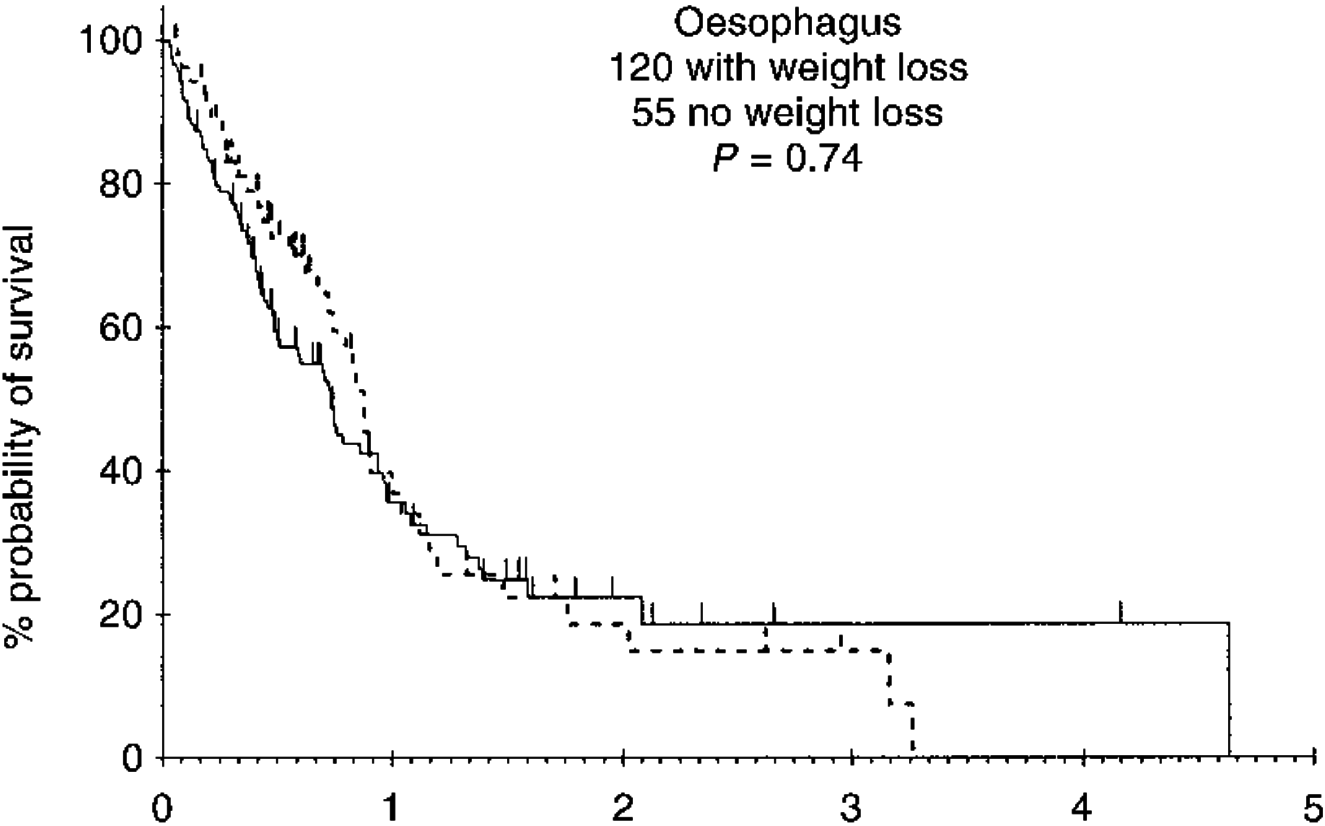 Oesophagus
120 with weight loss
55 no weight loss
P = 0.74
% probability of survival
100
80
60
40
20
0
0 1 2 3 4 5